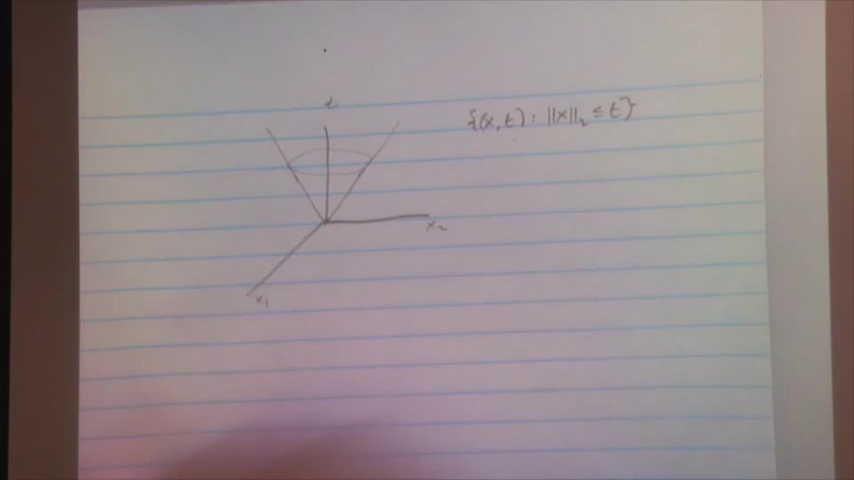 t
{(x, t) : ||x||₂ ≤ t}
x₂
x₁